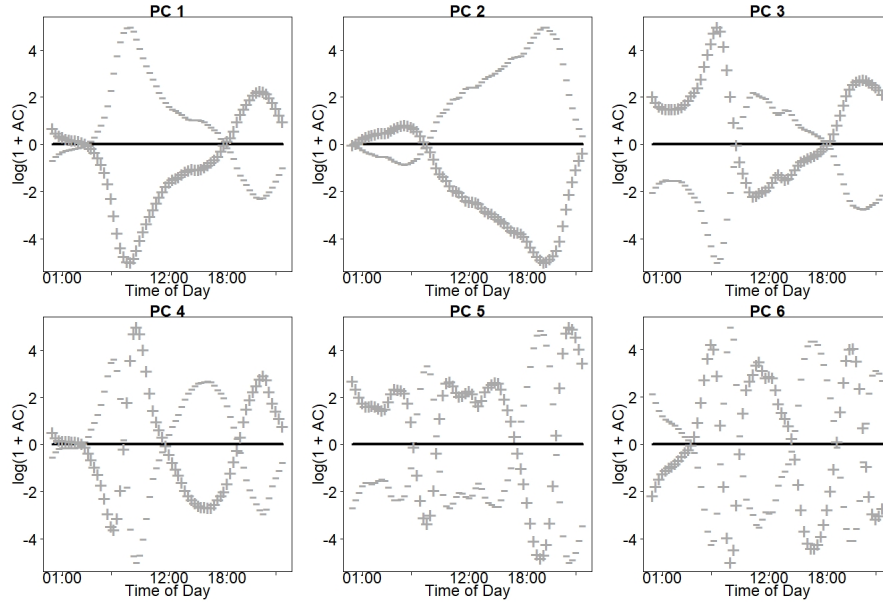 PC 1
PC 2
PC 3
log(1 + AC)
4
2
0
−2
−4
01:00
12:00
18:00
Time of Day
log(1 + AC)
4
2
0
−2
−4
01:00
12:00
18:00
Time of Day
log(1 + AC)
4
2
0
−2
−4
01:00
12:00
18:00
Time of Day
PC 4
PC 5
PC 6
log(1 + AC)
4
2
0
−2
−4
01:00
12:00
18:00
Time of Day
log(1 + AC)
4
2
0
−2
−4
01:00
12:00
18:00
Time of Day
log(1 + AC)
4
2
0
−2
−4
01:00
12:00
18:00
Time of Day